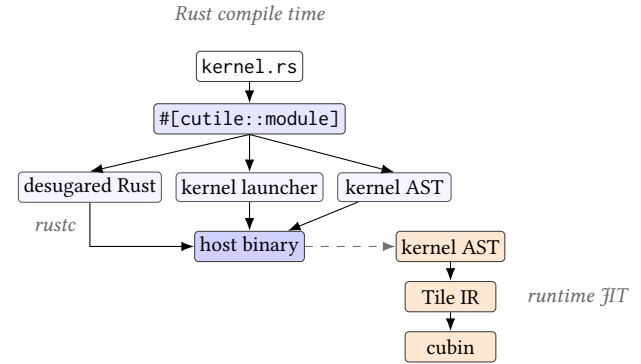 Rust compile time
kernel.rs
#[cutile::module]
desugared Rust
kernel launcher
kernel AST
rustc
host binary
kernel AST
Tile IR
runtime JIT
cubin